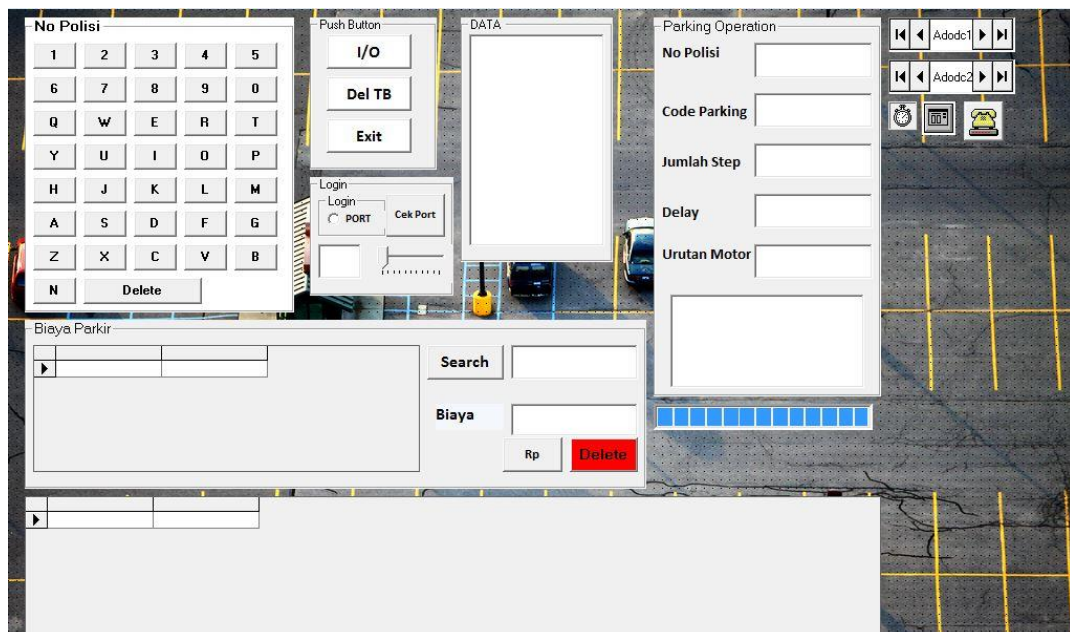 No Polisi
1 2 3 4 5
6 7 8 9 0
Q W E R T
Y U I O P
H J K L M
A S D F G
Z X C V B
N Delete
Push Button
I/O
Del TB
Exit
Login
Login
PORT
Cek Port
DATA
Parking Operation
No Polisi
Code Parking
Jumlah Step
Delay
Urutan Motor
Adodc1
Adodc2
Biaya Parkir
Search
Biaya
Rp
Delete